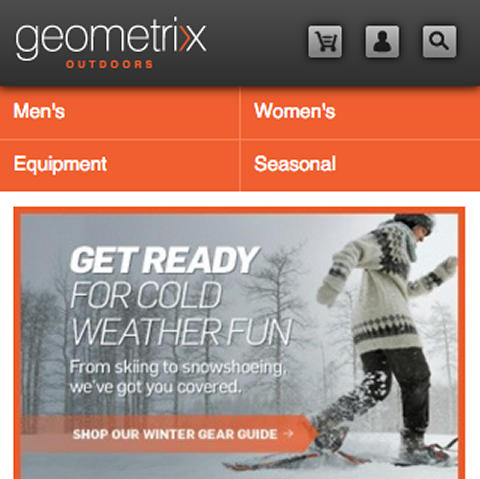 geometrixx
OUTDOORS
Men's
Women's
Equipment
Seasonal
GET READY
FOR COLD
WEATHER FUN
From skiing to snowshoeing,
we've got you covered.
SHOP OUR WINTER GEAR GUIDE →